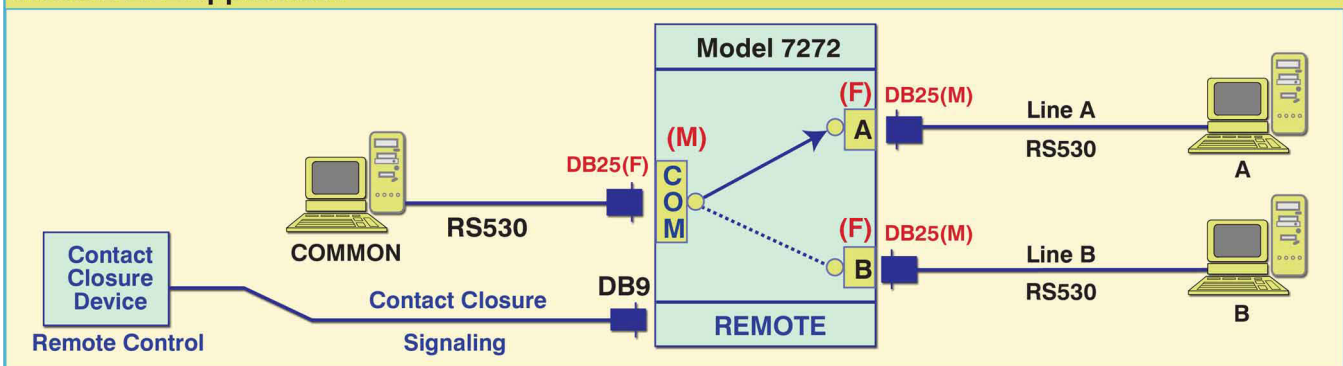 Model 7272
(F)
DB25(M)
A
Line A
RS530
A
(M)
DB25(F)
COM
RS530
COMMON
(F)
DB25(M)
B
Line B
RS530
B
Contact
Closure
Device
Remote Control
Contact Closure
Signaling
DB9
REMOTE